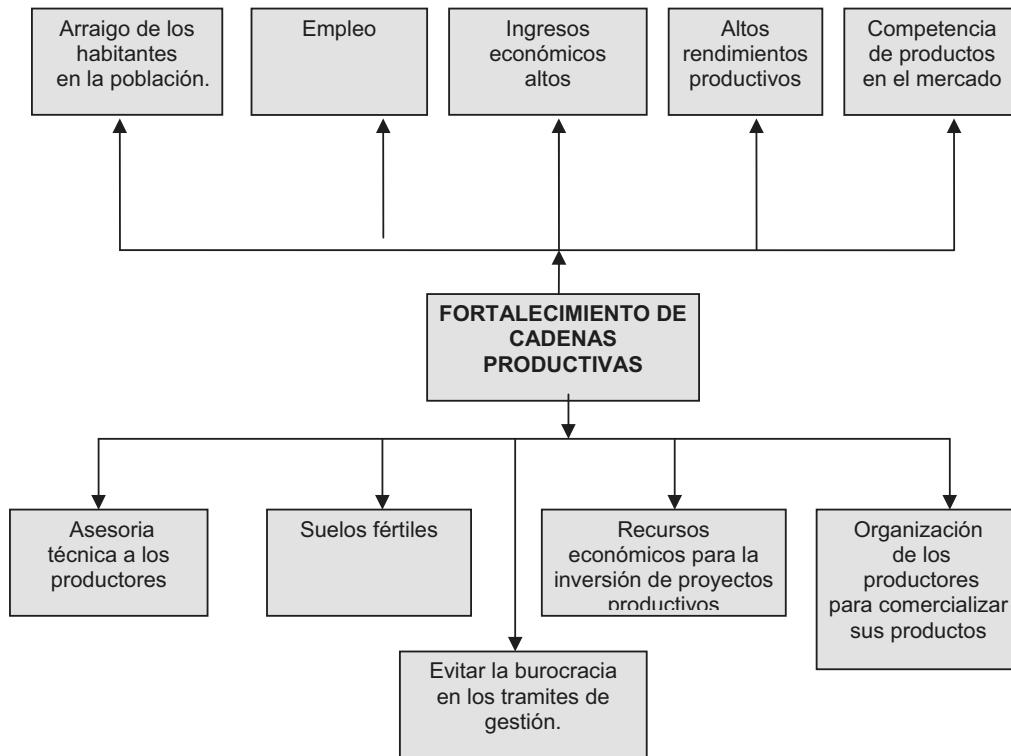 Arraigo de los
habitantes
en la población.
Empleo
Ingresos
económicos
altos
Altos
rendimientos
productivos
Competencia
de productos
en el mercado
FORTALECIMIENTO DE
CADENAS
PRODUCTIVAS
Asesoria
técnica a los
productores
Suelos fértiles
Recursos
económicos para la
inversión de proyectos
productivos
Organización
de los
productores
para comercializar
sus productos
Evitar la burocracia
en los tramites de
gestión.